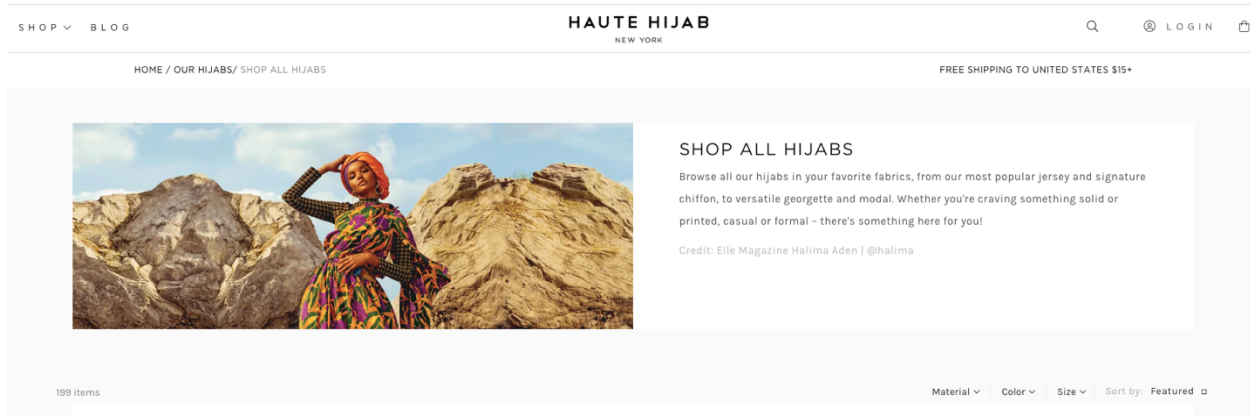 SHOP BLOG
HAUTE HIJAB
NEW YORK
LOGIN
HOME / OUR HIJABS/ SHOP ALL HIJABS
FREE SHIPPING TO UNITED STATES $15+
SHOP ALL HIJABS
Browse all our hijabs in your favorite fabrics, from our most popular jersey and signature
chiffon, to versatile georgette and modal. Whether you're craving something solid or
printed, casual or formal – there's something here for you!
Credit: Elle Magazine Halima Aden | @halima
199 items
Material Color Size Sort by: Featured